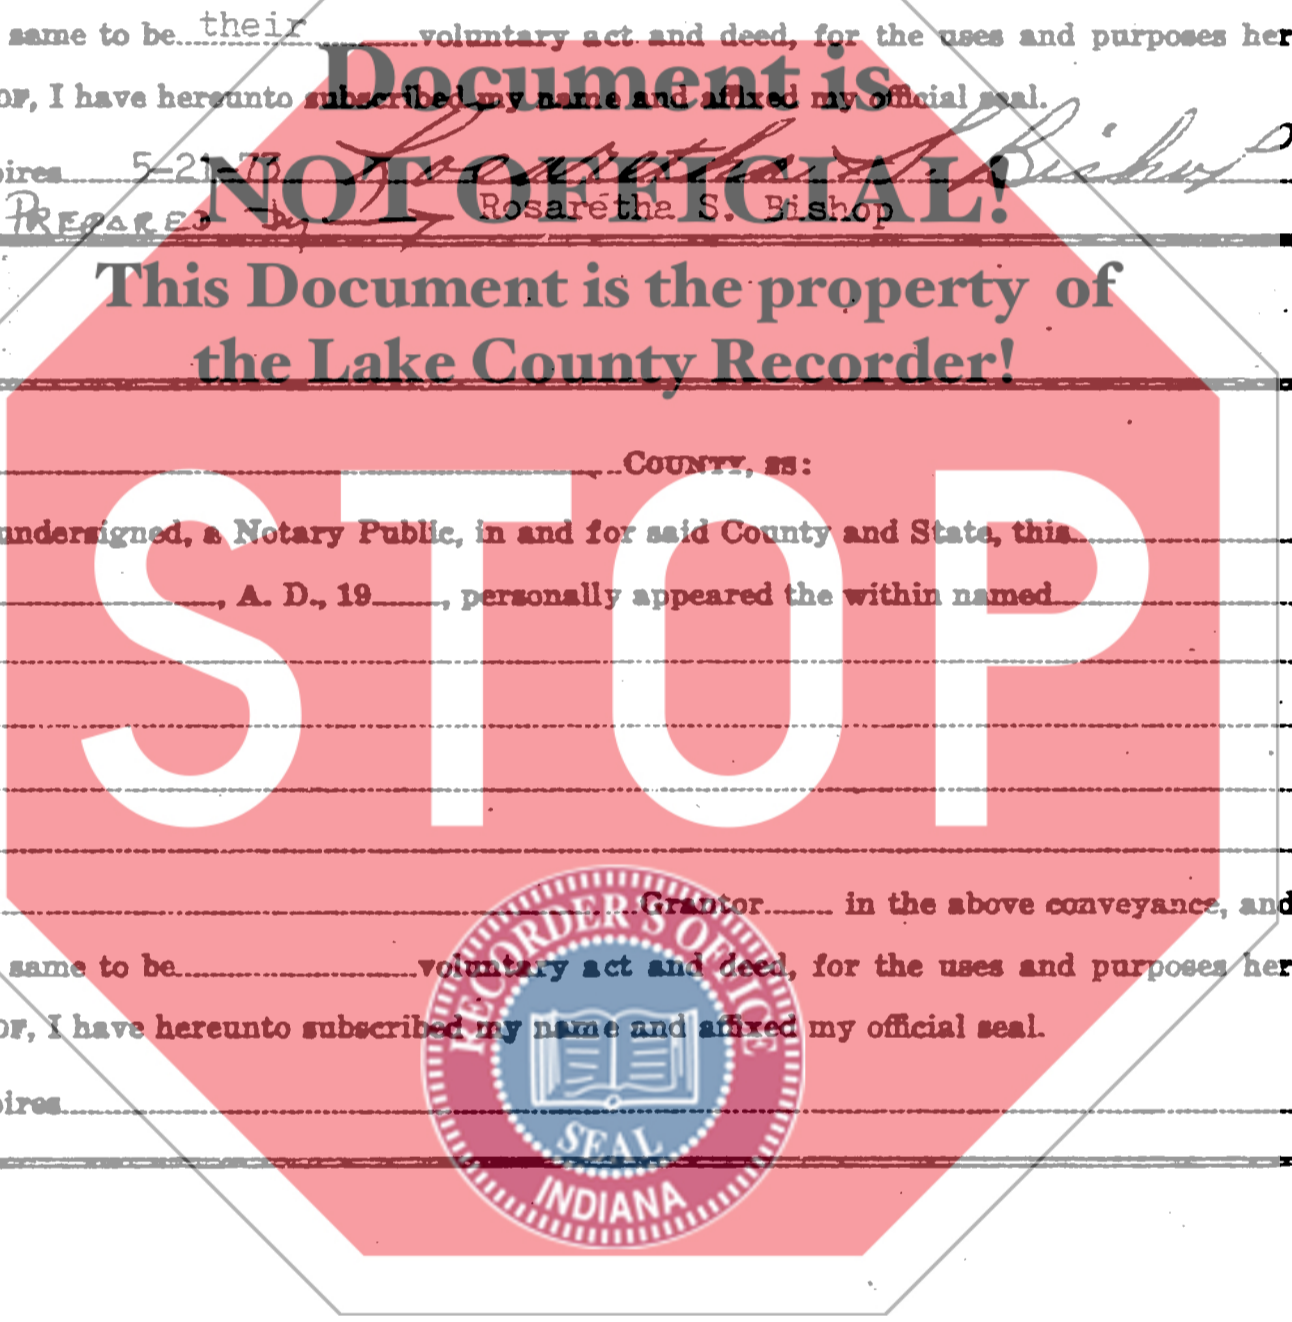 same to be their voluntary act and deed, for the uses and purposes her
Document is
OF, I have hereunto subscribed my name and affixed my official seal.
ires 5-21-73 Rosaretha S. Bishop
NOT OFFICIAL!
PREPARED By Rosaretha S. Bishop
This Document is the property of
the Lake County Recorder!
COUNTY, SS:
undersigned, a Notary Public, in and for said County and State, this
STOP
, A. D., 19 , personally appeared the within named
Grantor in the above conveyance, and
RECORDER'S OFFICE
same to be voluntary act and deed, for the uses and purposes her
OF, I have hereunto subscribed my name and affixed my official seal.
ires
SEAL
INDIANA